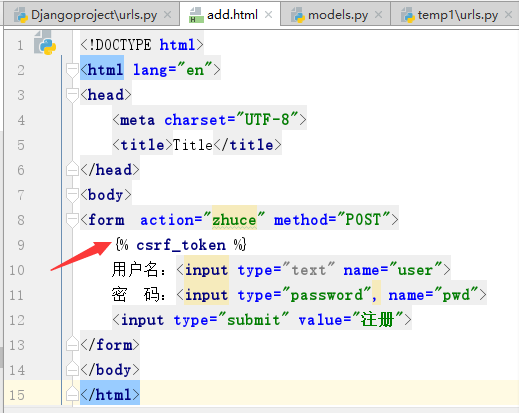 Djangoproject\urls.py add.html models.py temp1\urls.py
1 <!DOCTYPE html>
2 <html lang="en">
3 <head>
4 <meta charset="UTF-8">
5 <title>Title</title>
6 </head>
7 <body>
8 <form action="zhuce" method="POST">
9 {% csrf_token %}
10 用户名：<input type="text" name="user">
11 密 码：<input type="password", name="pwd">
12 <input type="submit" value="注册">
13 </form>
14 </body>
15 </html>